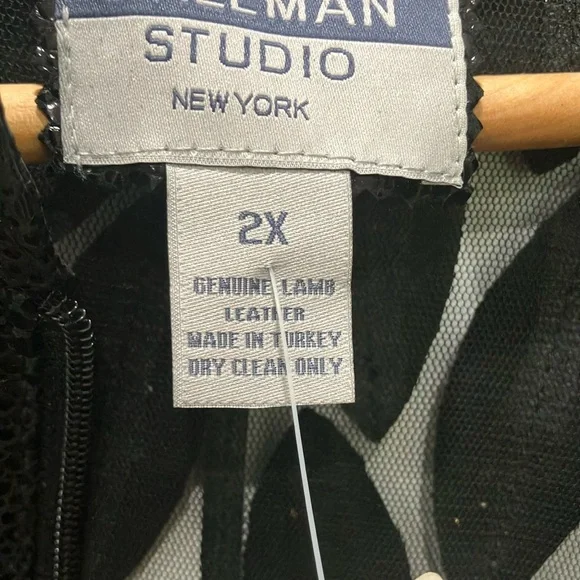 STUDIO
NEW YORK
2X
GENUINE LAMB
LEATHER
MADE IN TURKEY
DRY CLEAN ONLY